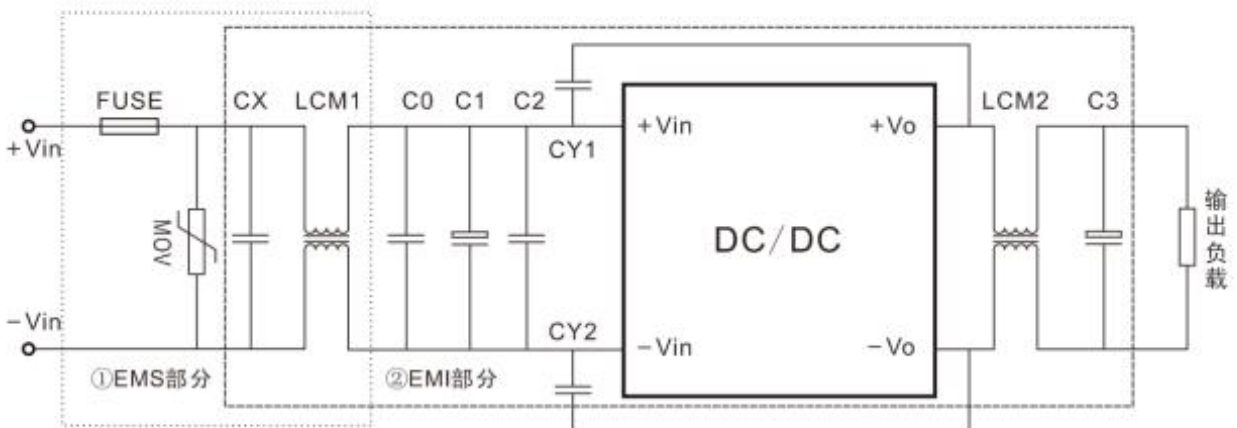 FUSE CX LCM1 C0 C1 C2 LCM2 C3
+Vin +Vin +Vo
CY1
MOV
DC/DC
输出负载
-Vin
CY2
-Vin -Vo
①EMS部分 ②EMI部分